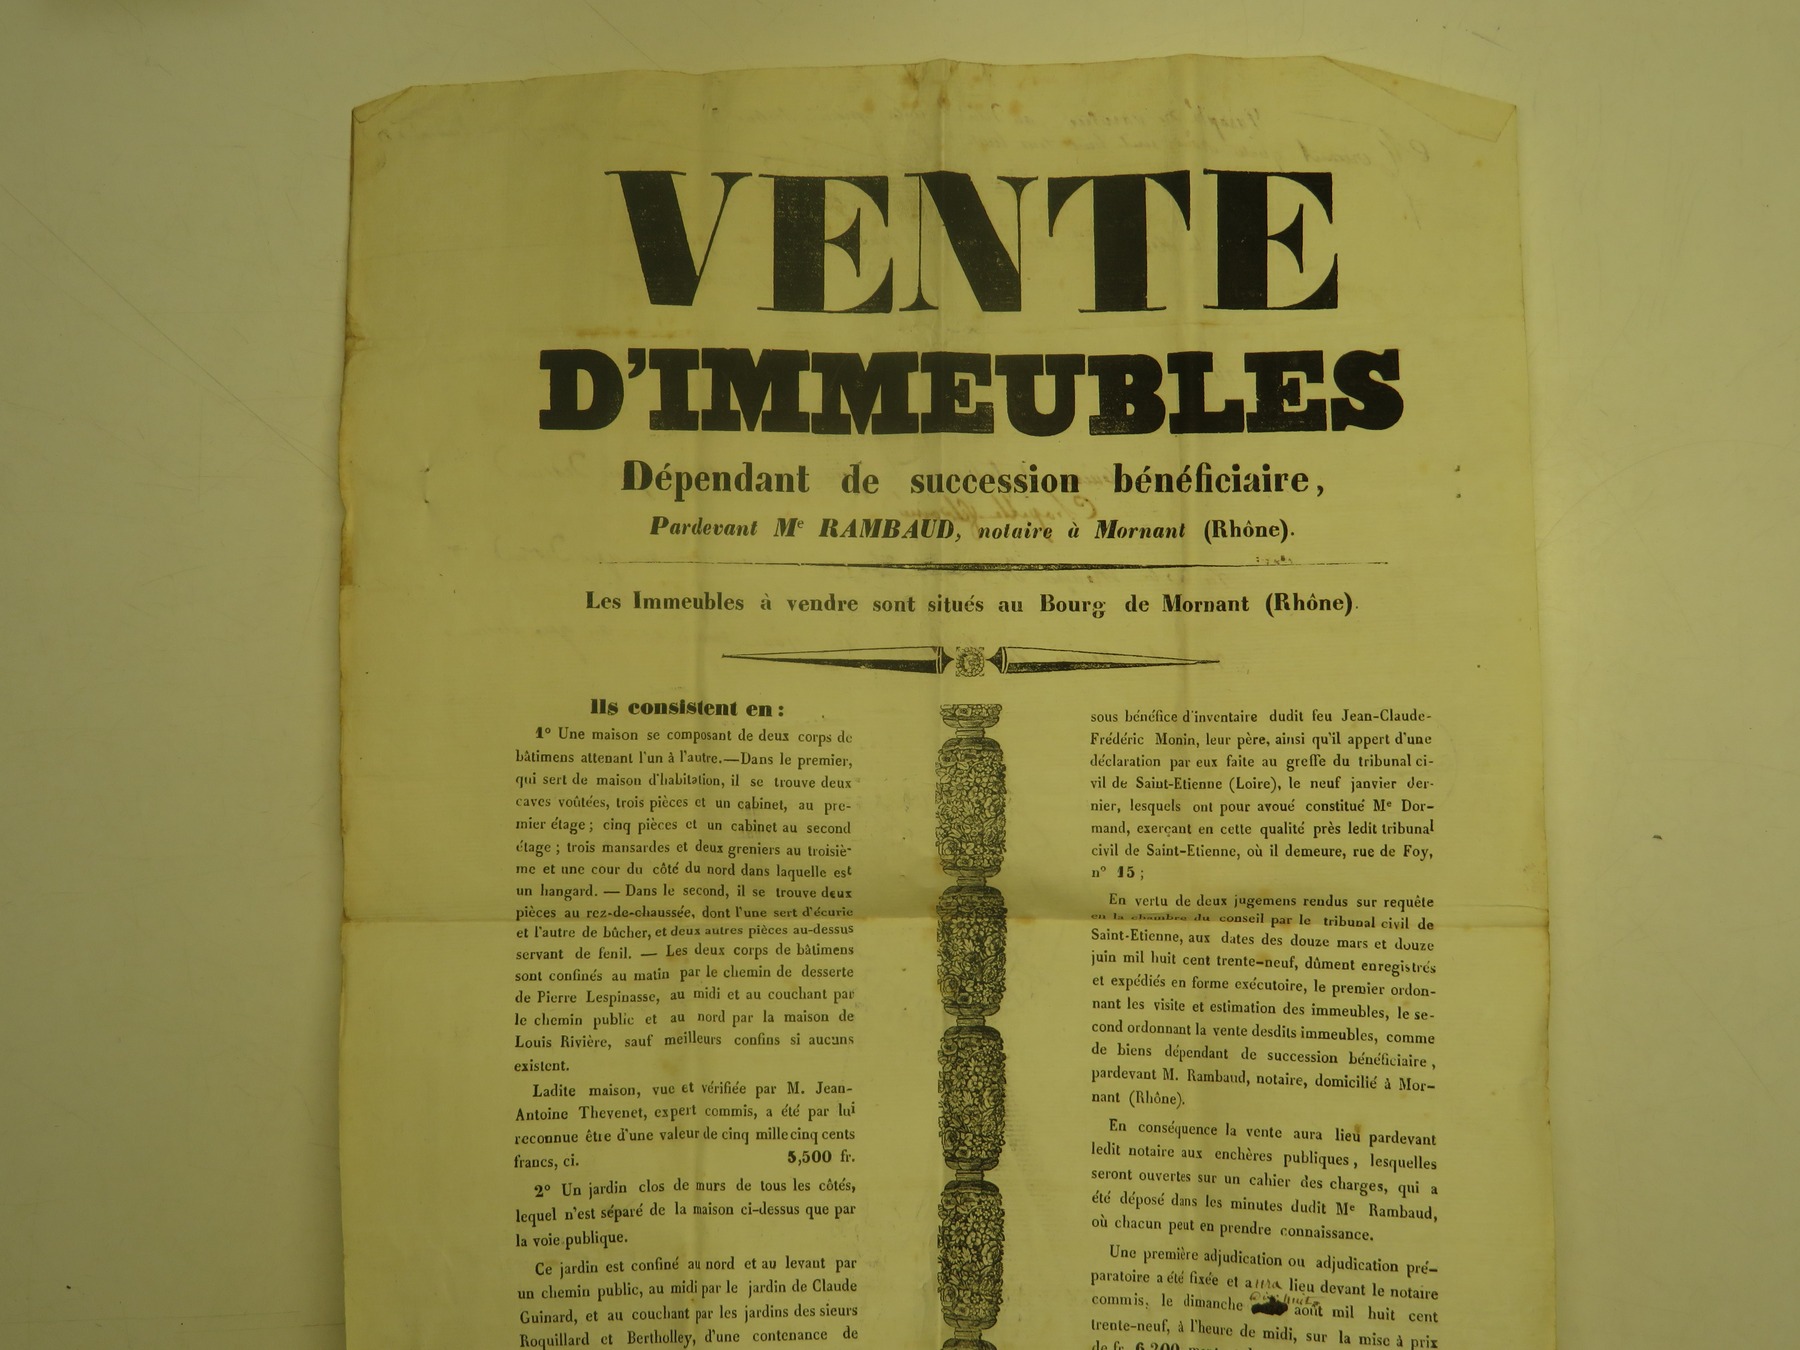 VENTE
D'IMMEUBLES
Dépendant de succession bénéficiaire,
Pardevant Me RAMBAUD, notaire à Mornant (Rhône).
Les Immeubles à vendre sont situés au Bourg de Mornant (Rhône).
Ils consistent en :
1° Une maison se composant de deux corps de
bâtimens attenant l'un à l'autre.—Dans le premier,
qui sert de maison d'habitation, il se trouve deux
caves voûtées, trois pièces et un cabinet, au pre-
mier étage ; cinq pièces et un cabinet au second
étage ; trois mansardes et deux greniers au troisiè-
me et une cour du côté du nord dans laquelle est
un hangard. — Dans le second, il se trouve deux
pièces au rez-de-chaussée, dont l'une sert d'écurie
et l'autre de bûcher, et deux autres pièces au-dessus
servant de fenil. — Les deux corps de bâtimens
sont confinés au matin par le chemin de desserte
de Pierre Lespinasse, au midi et au couchant par
le chemin public et au nord par la maison de
Louis Rivière, sauf meilleurs confins si aucuns
existent.
Ladite maison, vue et vérifiée par M. Jean-
Antoine Thevenet, expert commis, a été par lui
reconnue être d'une valeur de cinq mille cinq cents
francs, ci. 5,500 fr.
2° Un jardin clos de murs de tous les côtés,
lequel n'est séparé de la maison ci-dessus que par
la voie publique.
Ce jardin est confiné au nord et au levant par
un chemin public, au midi par le jardin de Claude
Guinard, et au couchant par les jardins des sieurs
Roquillard et Bertholley, d'une contenance de
sous bénéfice d'inventaire dudit feu Jean-Claude-
Frédéric Monin, leur père, ainsi qu'il appert d'une
déclaration par eux faite au greffe du tribunal ci-
vil de Saint-Etienne (Loire), le neuf janvier der-
nier, lesquels ont pour avoué constitué Me Dor-
mand, exerçant en cette qualité près ledit tribunal
civil de Saint-Etienne, où il demeure, rue de Foy,
n° 15 ;
En vertu de deux jugemens rendus sur requête
en la chambre du conseil par le tribunal civil de
Saint-Etienne, aux dates des douze mars et douze
juin mil huit cent trente-neuf, dûment enregistrés
et expédiés en forme exécutoire, le premier ordon-
nant les visite et estimation des immeubles, le se-
cond ordonnant la vente desdits immeubles, comme
de biens dépendant de succession bénéficiaire ,
pardevant M. Rambaud, notaire, domicilié à Mor-
nant (Rhône).
En conséquence la vente aura lieu pardevant
ledit notaire aux enchères publiques , lesquelles
seront ouvertes sur un cahier des charges, qui a
été déposé dans les minutes dudit Me Rambaud,
où chacun peut en prendre connaissance.
Une première adjudication ou adjudication pré-
paratoire a été fixée et aura lieu devant le notaire
commis, le dimanche août mil huit cent
trente-neuf, à l'heure de midi, sur la mise à prix
de fr. 6,200